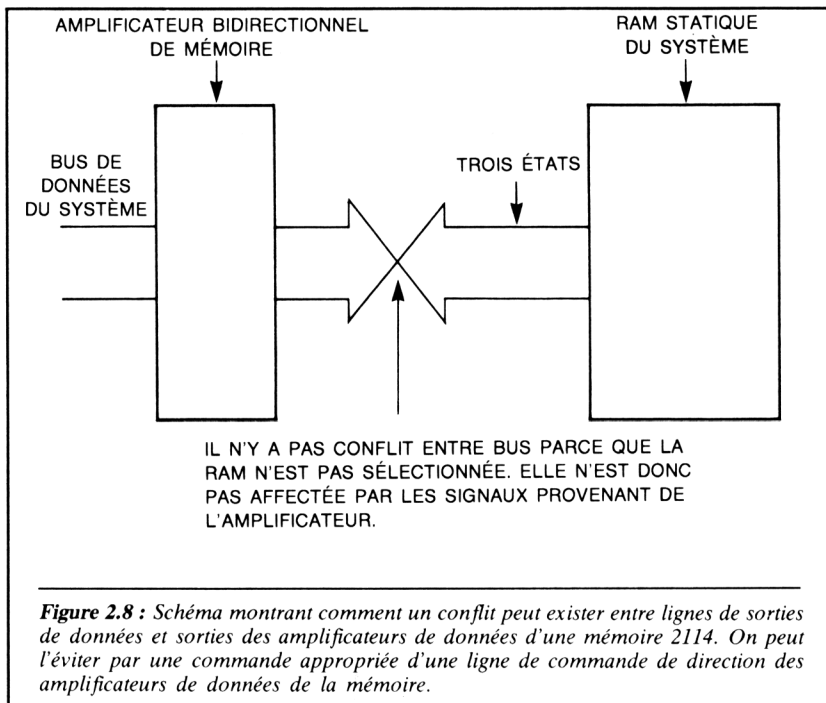 AMPLIFICATEUR BIDIRECTIONNEL
DE MÉMOIRE
RAM STATIQUE
DU SYSTÈME
BUS DE
DONNÉES
DU SYSTÈME
TROIS ÉTATS
IL N'Y A PAS CONFLIT ENTRE BUS PARCE QUE LA
RAM N'EST PAS SÉLECTIONNÉE. ELLE N'EST DONC
PAS AFFECTÉE PAR LES SIGNAUX PROVENANT DE
L'AMPLIFICATEUR.
Figure 2.8 : Schéma montrant comment un conflit peut exister entre lignes de sorties
de données et sorties des amplificateurs de données d'une mémoire 2114. On peut
l'éviter par une commande appropriée d'une ligne de commande de direction des
amplificateurs de données de la mémoire.